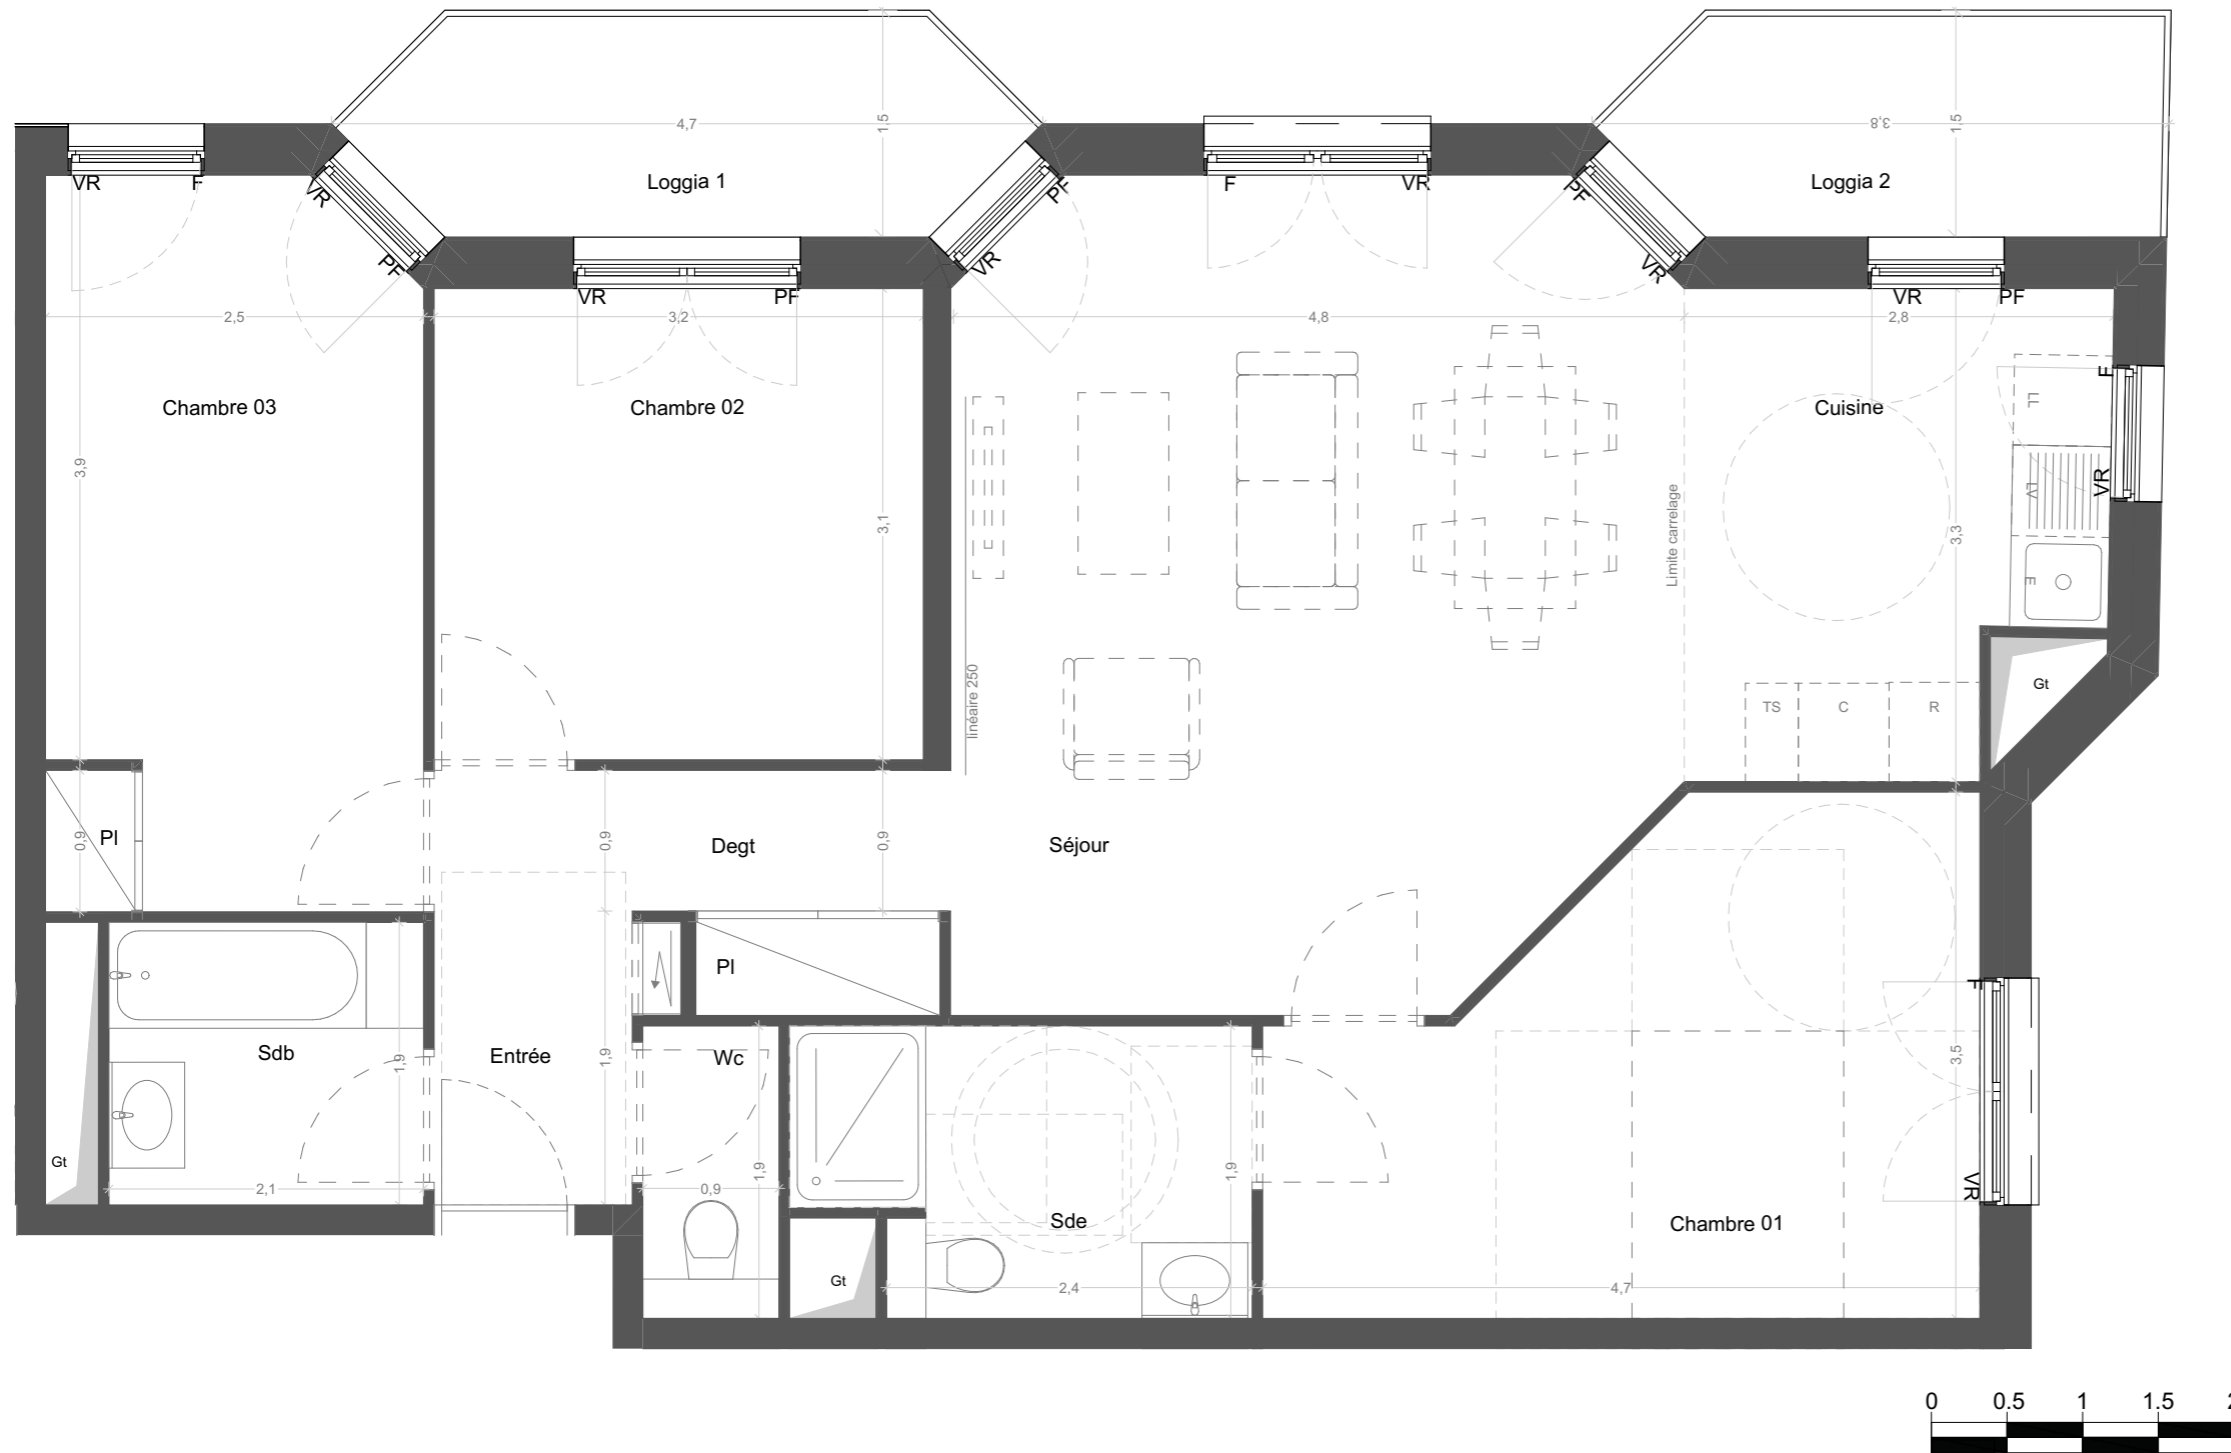 4,7
1,5
3,8
1,5
Loggia 1
Loggia 2
VR
F
VR
PF
PF
VR
F
VR
PF
VR
VR
PF
VR
PF
2,5
3,2
4,8
2,8
Chambre 03
Chambre 02
Cuisine
F
VR
LL
LV
E
3,9
3,1
3,3
Limite carrelage
linéaire 250
TS
C
R
Gt
Pl
0,9
0,9
Degt
0,9
Séjour
Pl
Sdb
1,9
Entrée
1,9
Wc
1,9
1,9
3,5
F
VR
Gt
2,1
0,9
Sde
Chambre 01
Gt
2,4
4,7
0
0.5
1
1.5